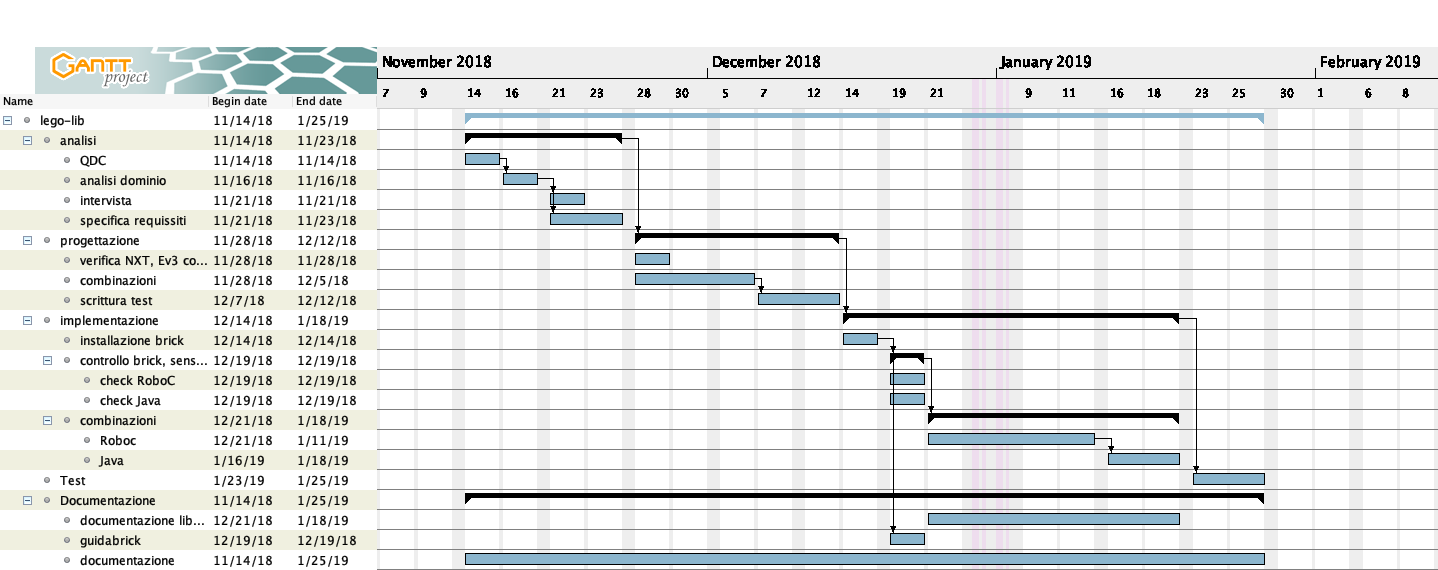 GANTT project
November 2018 December 2018 January 2019 February 2019
7 9 14 16 21 23 28 30 5 7 12 14 19 21 9 11 16 18 23 25 30 1 6 8
Name Begin date End date
lego-lib 11/14/18 1/25/19
analisi 11/14/18 11/23/18
QDC 11/14/18 11/14/18
analisi dominio 11/16/18 11/16/18
intervista 11/21/18 11/21/18
specifica requissiti 11/21/18 11/23/18
progettazione 11/28/18 12/12/18
verifica NXT, Ev3 co... 11/28/18 11/28/18
combinazioni 11/28/18 12/5/18
scrittura test 12/7/18 12/12/18
implementazione 12/14/18 1/18/19
installazione brick 12/14/18 12/14/18
controllo brick, sens... 12/19/18 12/19/18
check RoboC 12/19/18 12/19/18
check Java 12/19/18 12/19/18
combinazioni 12/21/18 1/18/19
Roboc 12/21/18 1/11/19
Java 1/16/19 1/18/19
Test 1/23/19 1/25/19
Documentazione 11/14/18 1/25/19
documentazione lib... 12/21/18 1/18/19
guidabrick 12/19/18 12/19/18
documentazione 11/14/18 1/25/19